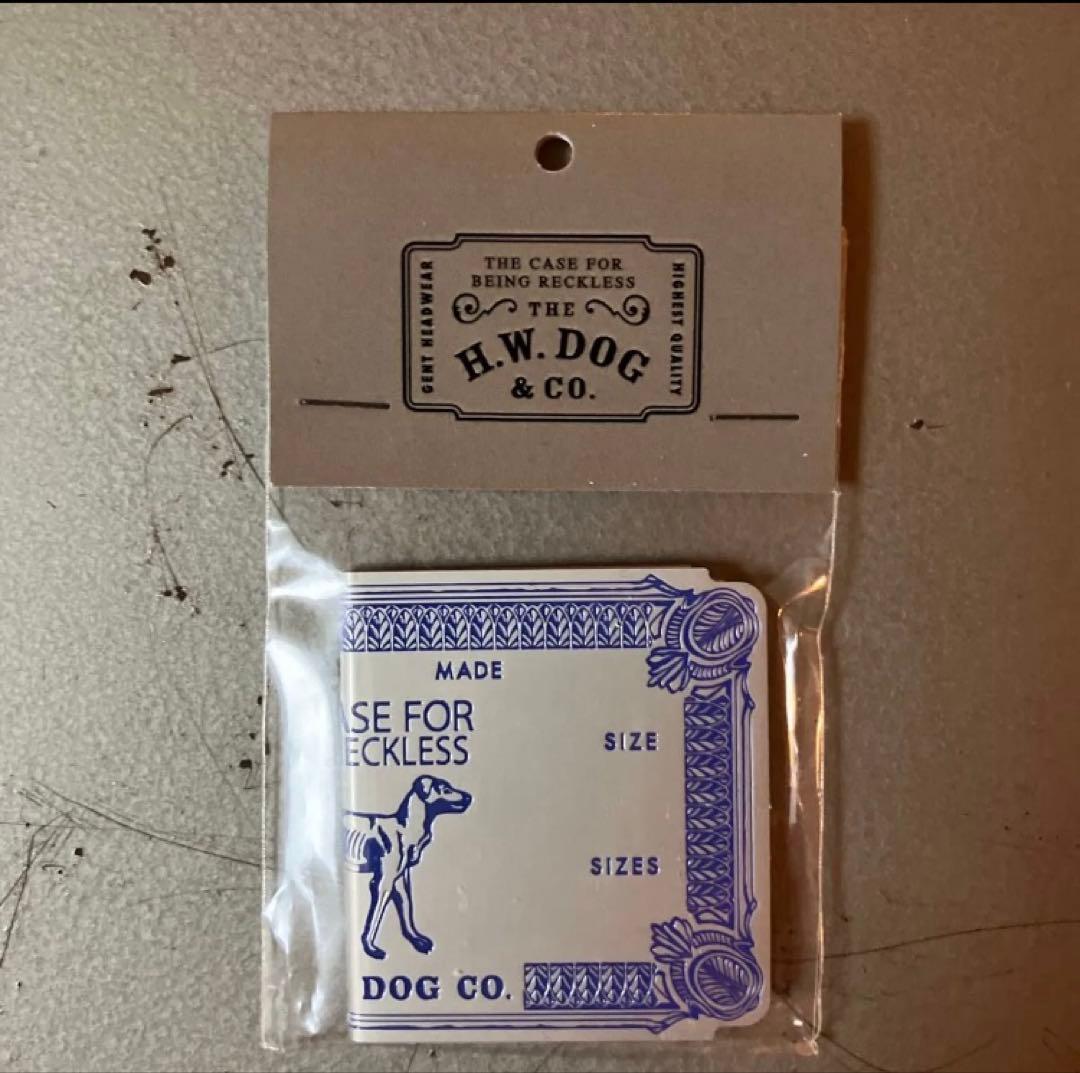 THE CASE FOR
BEING RECKLESS
THE
H.W. DOG
& CO.
GENT HEADWEAR
HIGHEST QUALITY
MADE
ASE FOR
ECKLESS
SIZE
SIZES
DOG CO.